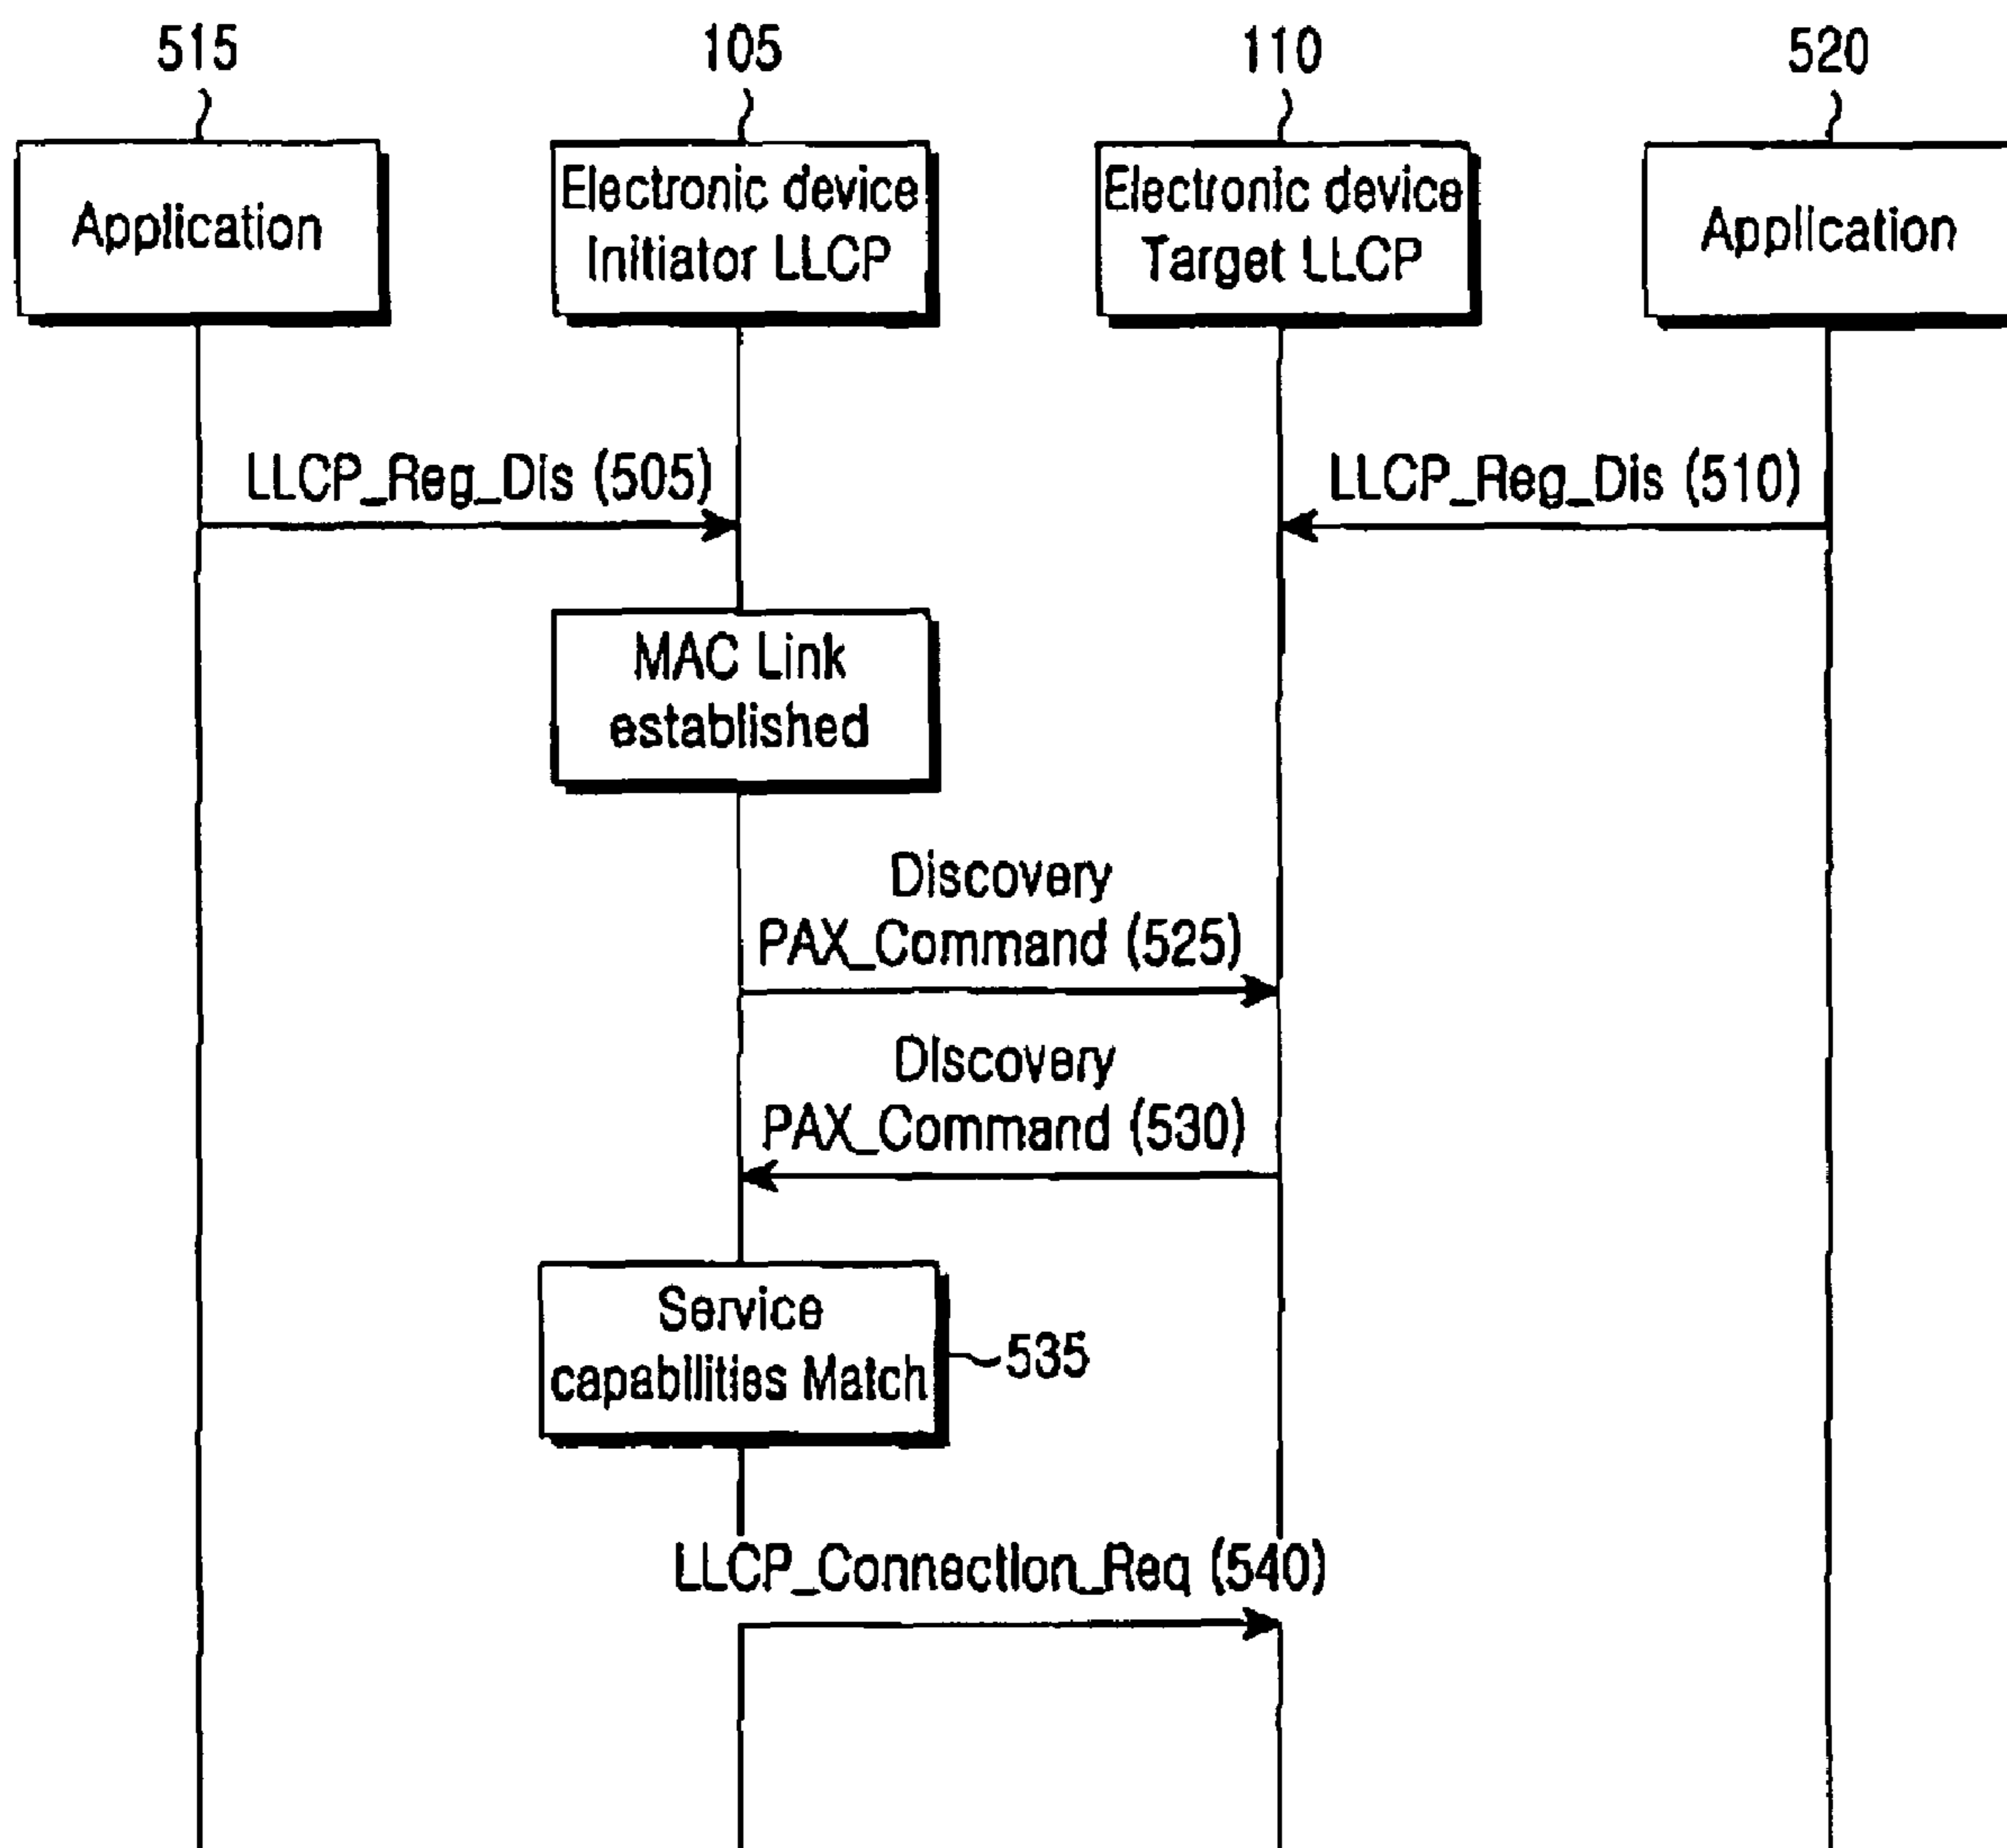 515
105
110
520
Application
Electronic device
Initiator LLCP
Electronic device
Target LLCP
Application
LLCP_Reg_Dis (505)
LLCP_Reg_Dis (510)
MAC Link
established
Discovery
PAX_Command (525)
Discovery
PAX_Command (530)
Service
capabilities Match
535
LLCP_Connection_Req (540)